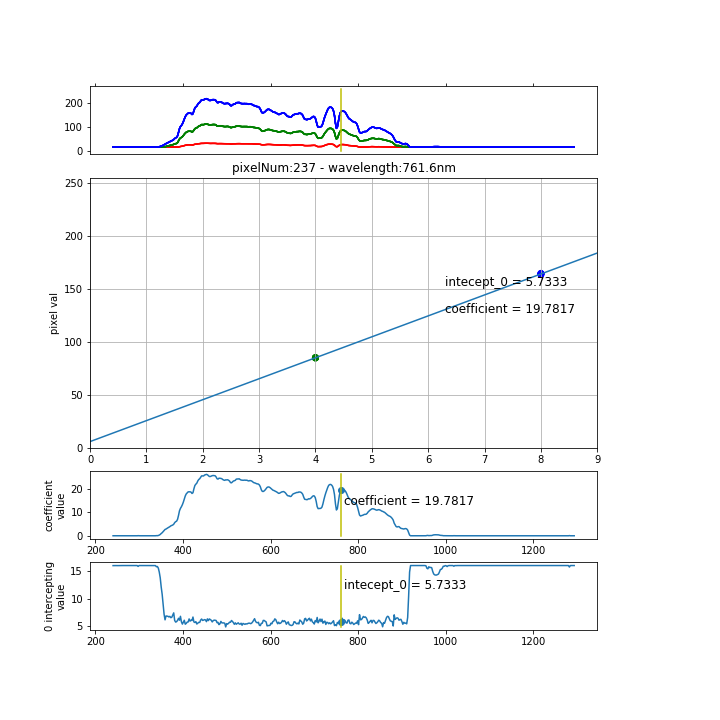 200
100
0
pixelNum:237 - wavelength:761.6nm
250
200
150
100
50
0
pixel val
intecept_0 = 5.7333
coefficient = 19.7817
0 1 2 3 4 5 6 7 8 9
20
10
0
coefficient
value
coefficient = 19.7817
200 400 600 800 1000 1200
15
10
5
0 intercepting
value
intecept_0 = 5.7333
200 400 600 800 1000 1200